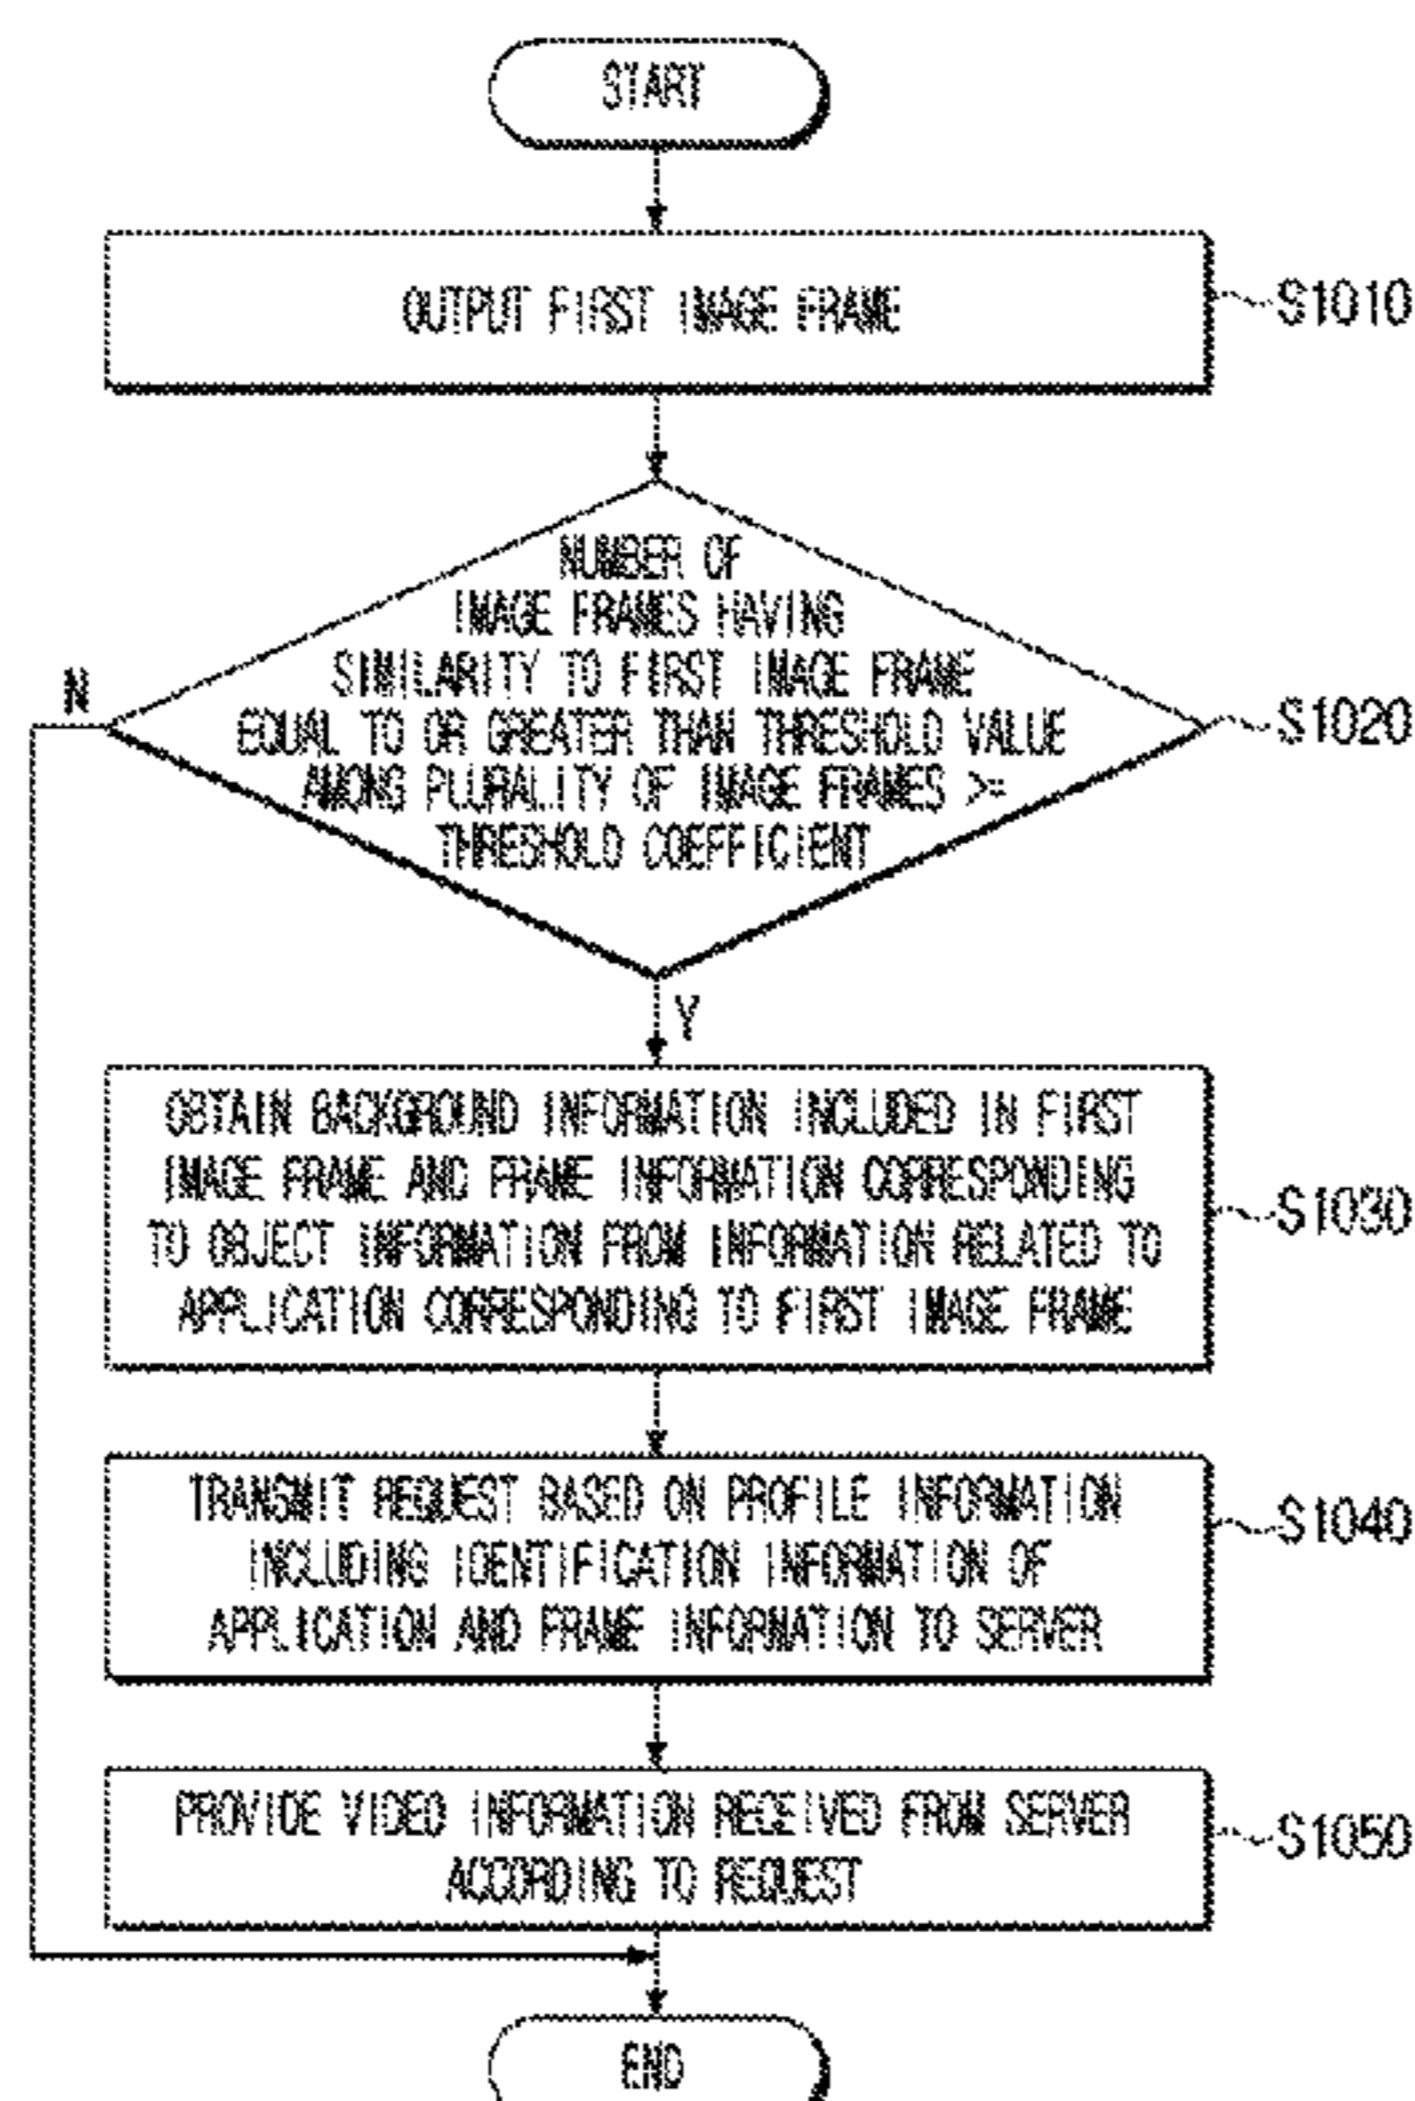 START
OUTPUT FIRST IMAGE FRAME
S1010
NUMBER OF
IMAGE FRAMES HAVING
SIMILARITY TO FIRST IMAGE FRAME
EQUAL TO OR GREATER THAN THRESHOLD VALUE
AMONG PLURALITY OF IMAGE FRAMES >=
THRESHOLD COEFFICIENT
N
S1020
Y
OBTAIN BACKGROUND INFORMATION INCLUDED IN FIRST
IMAGE FRAME AND FRAME INFORMATION CORRESPONDING
TO OBJECT INFORMATION FROM INFORMATION RELATED TO
APPLICATION CORRESPONDING TO FIRST IMAGE FRAME
S1030
TRANSMIT REQUEST BASED ON PROFILE INFORMATION
INCLUDING IDENTIFICATION INFORMATION OF
APPLICATION AND FRAME INFORMATION TO SERVER
S1040
PROVIDE VIDEO INFORMATION RECEIVED FROM SERVER
ACCORDING TO REQUEST
S1050
END